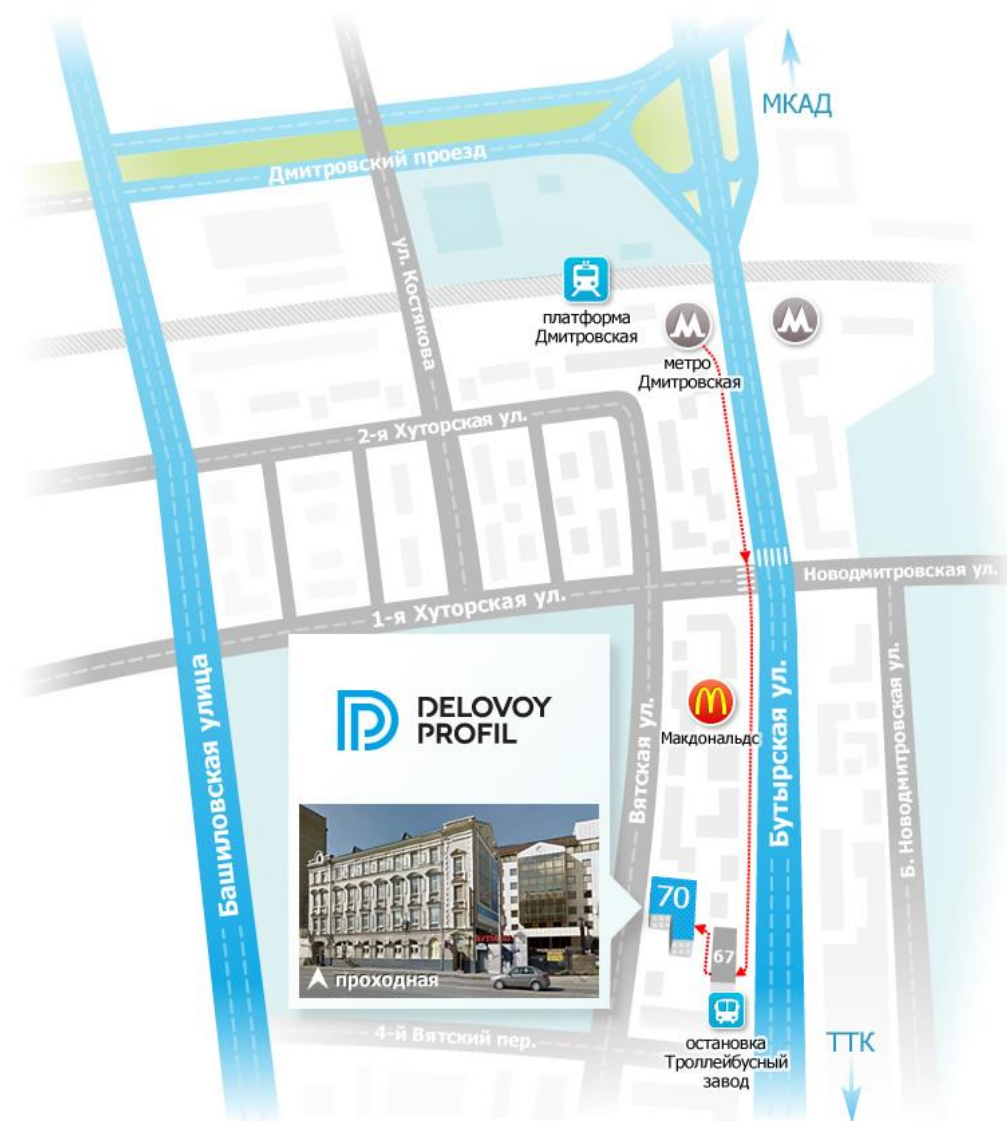 МКАД
Дмитровский проезд
ул. Костякова
платформа
Дмитровская
метро
Дмитровская
2-я Хуторская ул.
Новодмитровская ул.
1-я Хуторская ул.
DELOVOY
PROFIL
Башиловская улица
Вятская ул.
Макдональдс
Бутырская ул.
Б. Новодмитровская ул.
70
67
проходная
4-й Вятский пер.
остановка
Троллейбусный
завод
ТТК